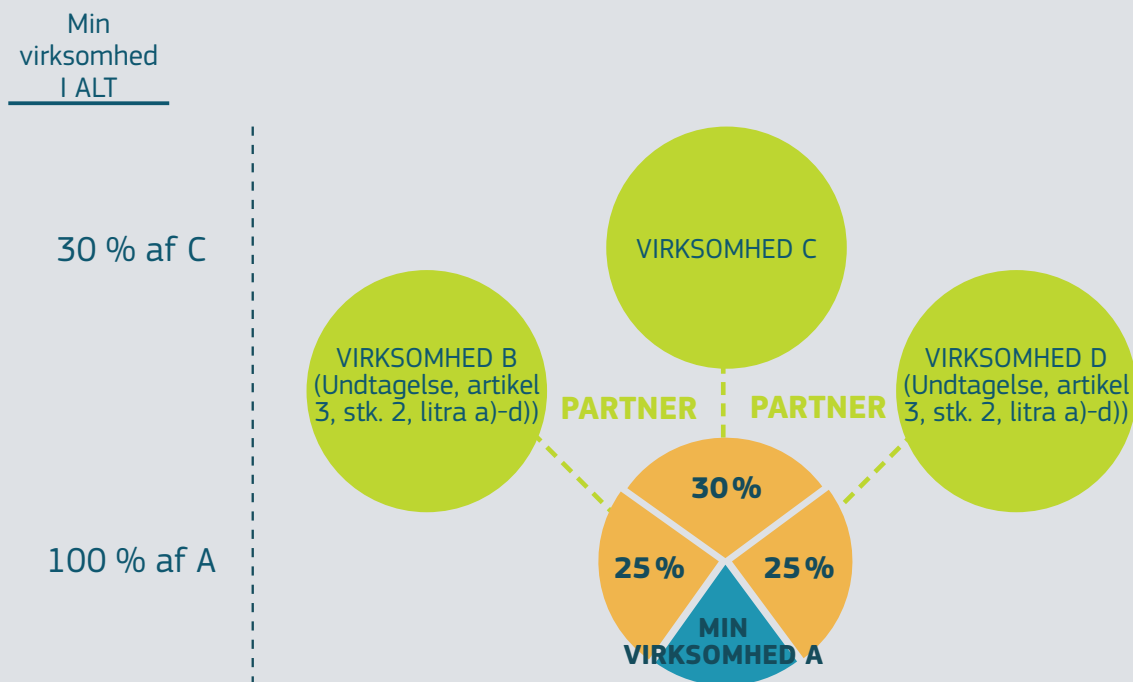 Min
virksomhed
I ALT
30 % af C
100 % af A
VIRKSOMHED C
VIRKSOMHED B
(Undtagelse, artikel
3, stk. 2, litra a)-d))
VIRKSOMHED D
(Undtagelse, artikel
3, stk. 2, litra a)-d))
PARTNER
PARTNER
30 %
25 %
25 %
MIN
VIRKSOMHED A